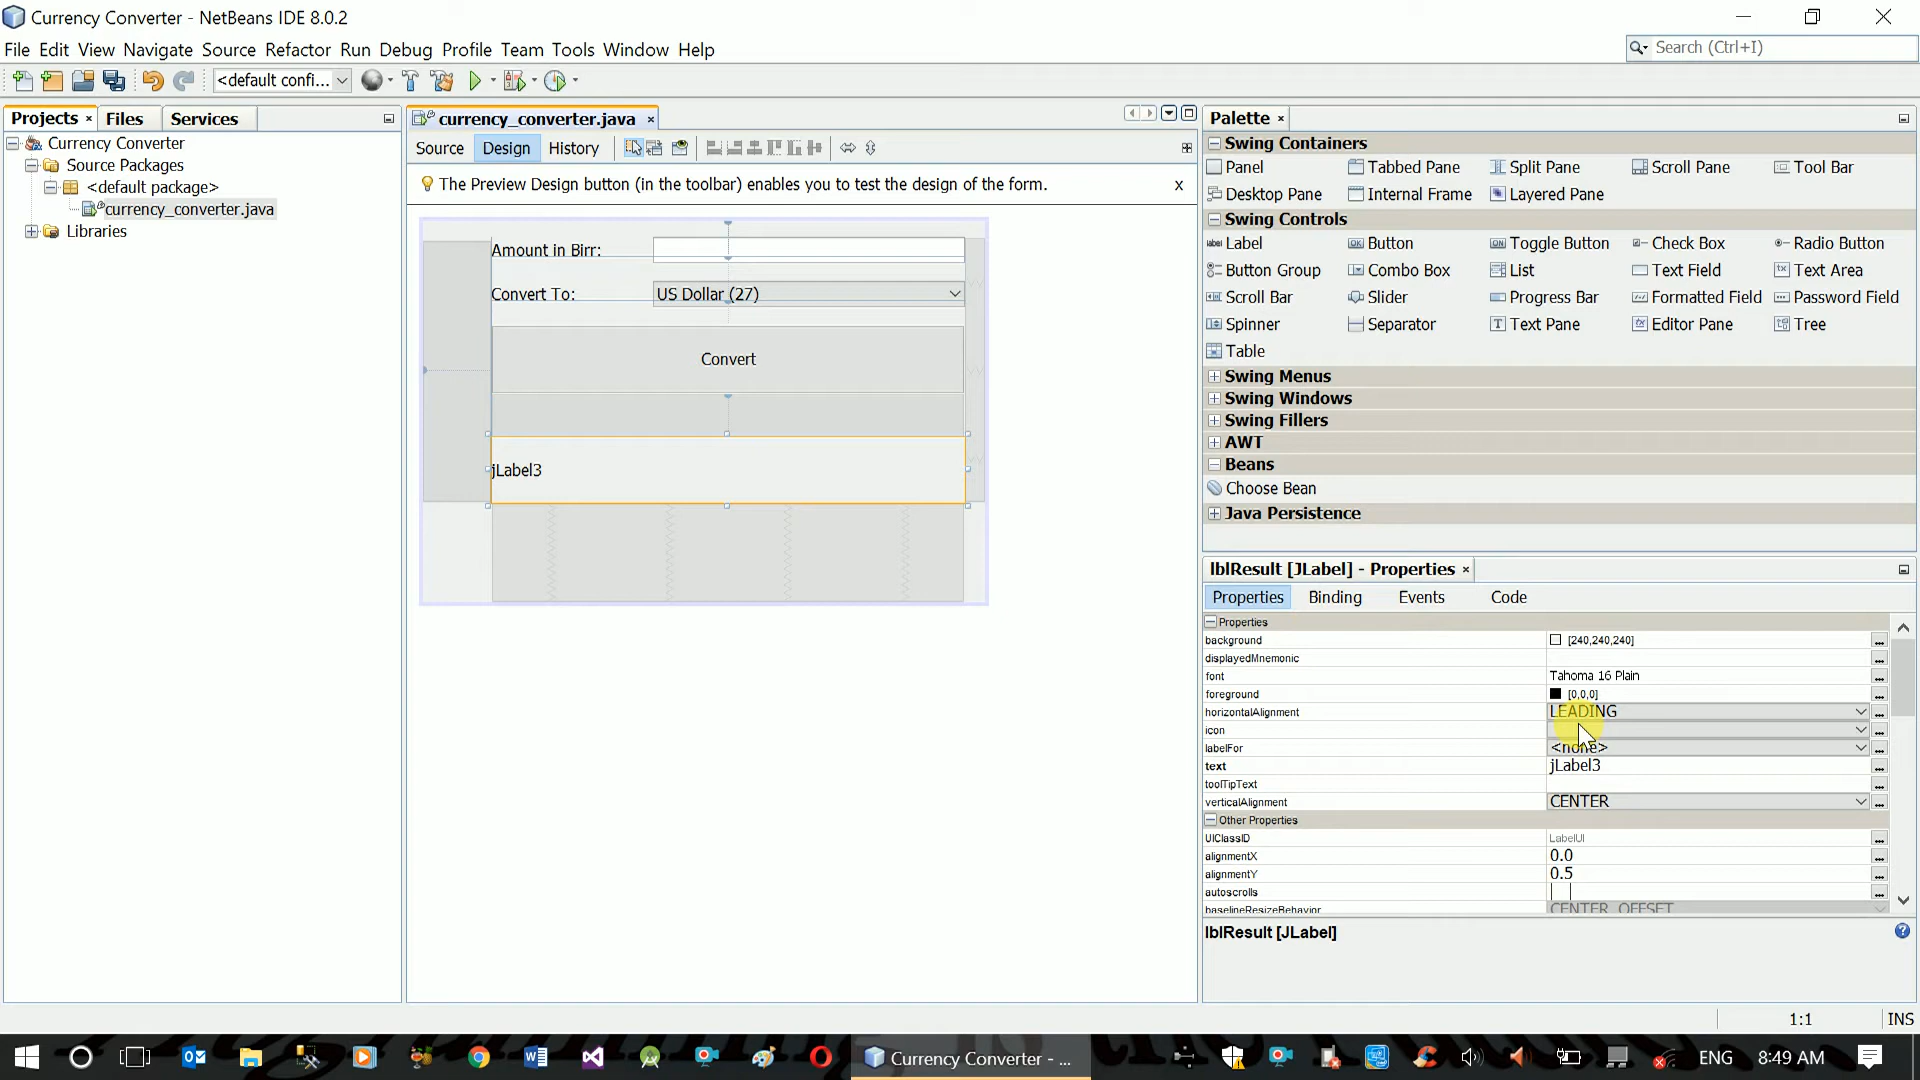 Currency Converter - NetBeans IDE 8.0.2
File Edit View Navigate Source Refactor Run Debug Profile Team Tools Window Help
Search (Ctrl+I)
<default confi...
Projects Files Services
currency_converter.java
Palette
Currency Converter
Source Packages
<default package>
currency_converter.java
Libraries
Source Design History
The Preview Design button (in the toolbar) enables you to test the design of the form. x
Amount in Birr:
Convert To: US Dollar (27)
Convert
jLabel3
Swing Containers
Panel Tabbed Pane Split Pane Scroll Pane Tool Bar
Desktop Pane Internal Frame Layered Pane
Swing Controls
Label Button Toggle Button Check Box Radio Button
Button Group Combo Box List Text Field Text Area
Scroll Bar Slider Progress Bar Formatted Field Password Field
Spinner Separator Text Pane Editor Pane Tree
Table
Swing Menus
Swing Windows
Swing Fillers
AWT
Beans
Choose Bean
Java Persistence
lblResult [JLabel] - Properties
Properties Binding Events Code
Properties
background [240,240,240]
displayedMnemonic
font Tahoma 16 Plain
foreground [0,0,0]
horizontalAlignment LEADING
icon
labelFor <none>
text jLabel3
toolTipText
verticalAlignment CENTER
Other Properties
UIClassID LabelUI
alignmentX 0.0
alignmentY 0.5
autoscrolls
baselineResizeBehavior CENTER_OFFSET
lblResult [JLabel]
1:1 INS
Currency Converter - ...
ENG 8:49 AM